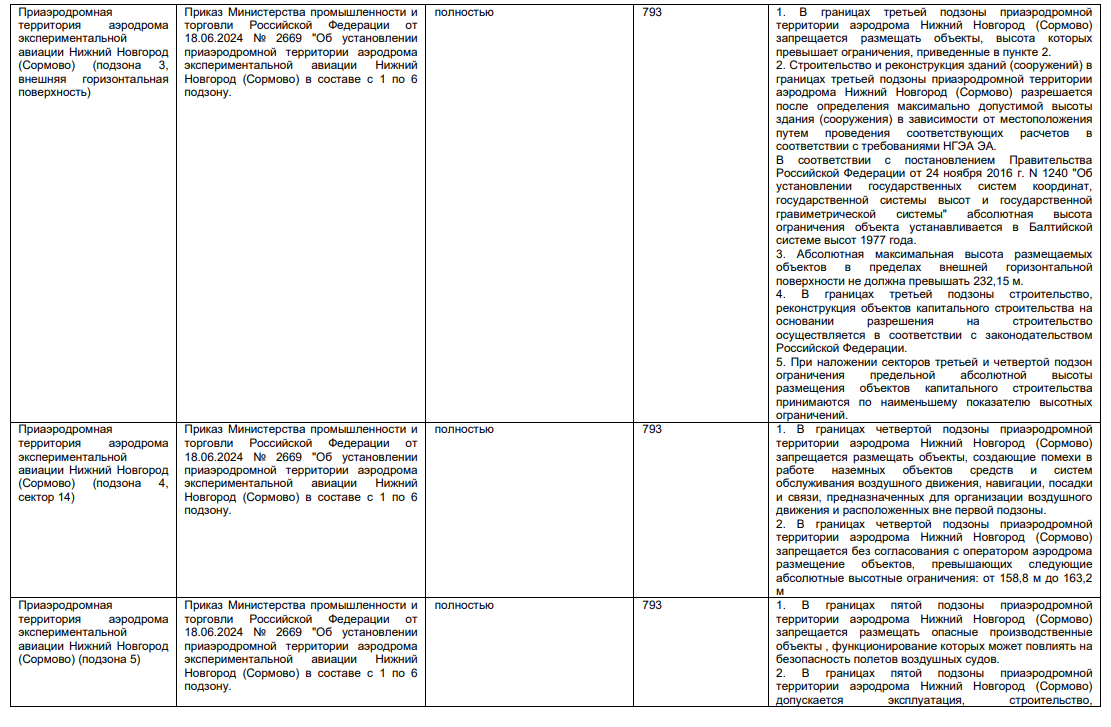 Приаэродромная
территория аэродрома
экспериментальной
авиации Нижний Новгород
(Сормово) (подзона 3,
внешняя горизонтальная
поверхность)
Приказ Министерства промышленности и
торговли Российской Федерации от
18.06.2024 № 2669 "Об установлении
приаэродромной территории аэродрома
экспериментальной авиации Нижний
Новгород (Сормово) в составе с 1 по 6
подзону.
полностью
793
1. В границах третьей подзоны приаэродромной
территории аэродрома Нижний Новгород (Сормово)
запрещается размещать объекты, высота которых
превышает ограничения, приведенные в пункте 2.
2. Строительство и реконструкция зданий (сооружений) в
границах третьей подзоны приаэродромной территории
аэродрома Нижний Новгород (Сормово) разрешается
после определения максимально допустимой высоты
здания (сооружения) в зависимости от местоположения
путем проведения соответствующих расчетов в
соответствии с требованиями НГЭА ЭА.
В соответствии с постановлением Правительства
Российской Федерации от 24 ноября 2016 г. N 1240 "Об
установлении государственных систем координат,
государственной системы высот и государственной
гравиметрической системы" абсолютная высота
ограничения объекта устанавливается в Балтийской
системе высот 1977 года.
3. Абсолютная максимальная высота размещаемых
объектов в пределах внешней горизонтальной
поверхности не должна превышать 232,15 м.
4. В границах третьей подзоны строительство,
реконструкция объектов капитального строительства на
основании разрешения на строительство
осуществляется в соответствии с законодательством
Российской Федерации.
5. При наложении секторов третьей и четвертой подзон
ограничения предельной абсолютной высоты
размещения объектов капитального строительства
принимаются по наименьшему показателю высотных
ограничений.
Приаэродромная
территория аэродрома
экспериментальной
авиации Нижний Новгород
(Сормово) (подзона 4,
сектор 14)
Приказ Министерства промышленности и
торговли Российской Федерации от
18.06.2024 № 2669 "Об установлении
приаэродромной территории аэродрома
экспериментальной авиации Нижний
Новгород (Сормово) в составе с 1 по 6
подзону.
полностью
793
1. В границах четвертой подзоны приаэродромной
территории аэродрома Нижний Новгород (Сормово)
запрещается размещать объекты, создающие помехи в
работе наземных объектов средств и систем
обслуживания воздушного движения, навигации, посадки
и связи, предназначенных для организации воздушного
движения и расположенных вне первой подзоны.
2. В границах четвертой подзоны приаэродромной
территории аэродрома Нижний Новгород (Сормово)
запрещается без согласования с оператором аэродрома
размещение объектов, превышающих следующие
абсолютные высотные ограничения: от 158,8 м до 163,2
м
Приаэродромная
территория аэродрома
экспериментальной
авиации Нижний Новгород
(Сормово) (подзона 5)
Приказ Министерства промышленности и
торговли Российской Федерации от
18.06.2024 № 2669 "Об установлении
приаэродромной территории аэродрома
экспериментальной авиации Нижний
Новгород (Сормово) в составе с 1 по 6
подзону.
полностью
793
1. В границах пятой подзоны приаэродромной
территории аэродрома Нижний Новгород (Сормово)
запрещается размещать опасные производственные
объекты , функционирование которых может повлиять на
безопасность полетов воздушных судов.
2. В границах пятой подзоны приаэродромной
территории аэродрома Нижний Новгород (Сормово)
допускается эксплуатация, строительство,